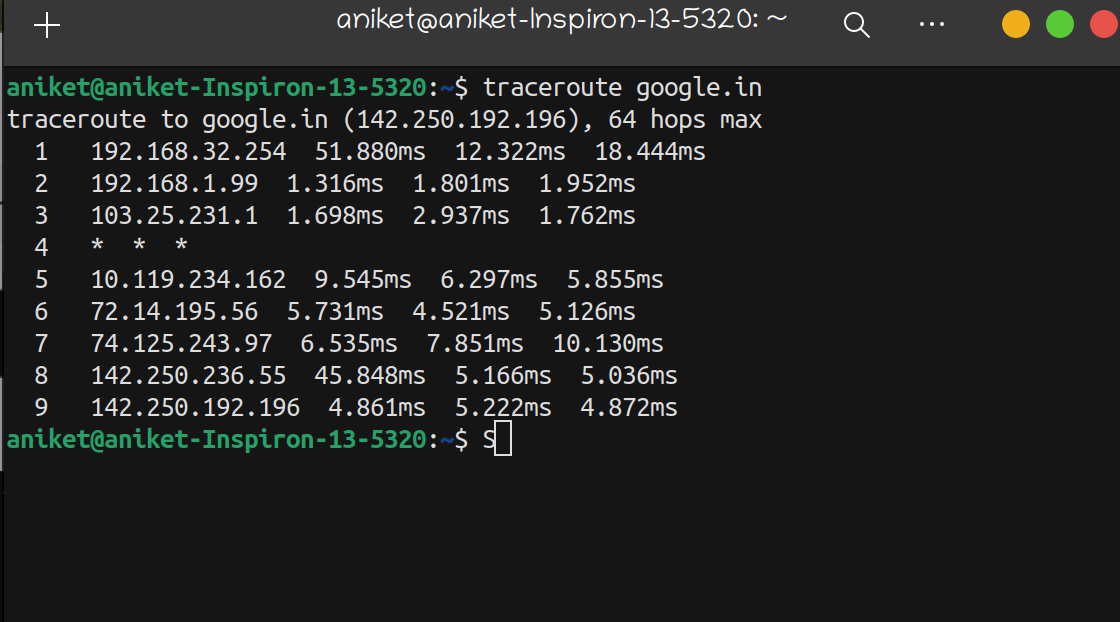 aniket@aniket-Inspiron-13-5320: ~
aniket@aniket-Inspiron-13-5320:~$ traceroute google.in
traceroute to google.in (142.250.192.196), 64 hops max
  1   192.168.32.254  51.880ms  12.322ms  18.444ms
  2   192.168.1.99  1.316ms  1.801ms  1.952ms
  3   103.25.231.1  1.698ms  2.937ms  1.762ms
  4   *  *  *
  5   10.119.234.162  9.545ms  6.297ms  5.855ms
  6   72.14.195.56  5.731ms  4.521ms  5.126ms
  7   74.125.243.97  6.535ms  7.851ms  10.130ms
  8   142.250.236.55  45.848ms  5.166ms  5.036ms
  9   142.250.192.196  4.861ms  5.222ms  4.872ms
aniket@aniket-Inspiron-13-5320:~$ S